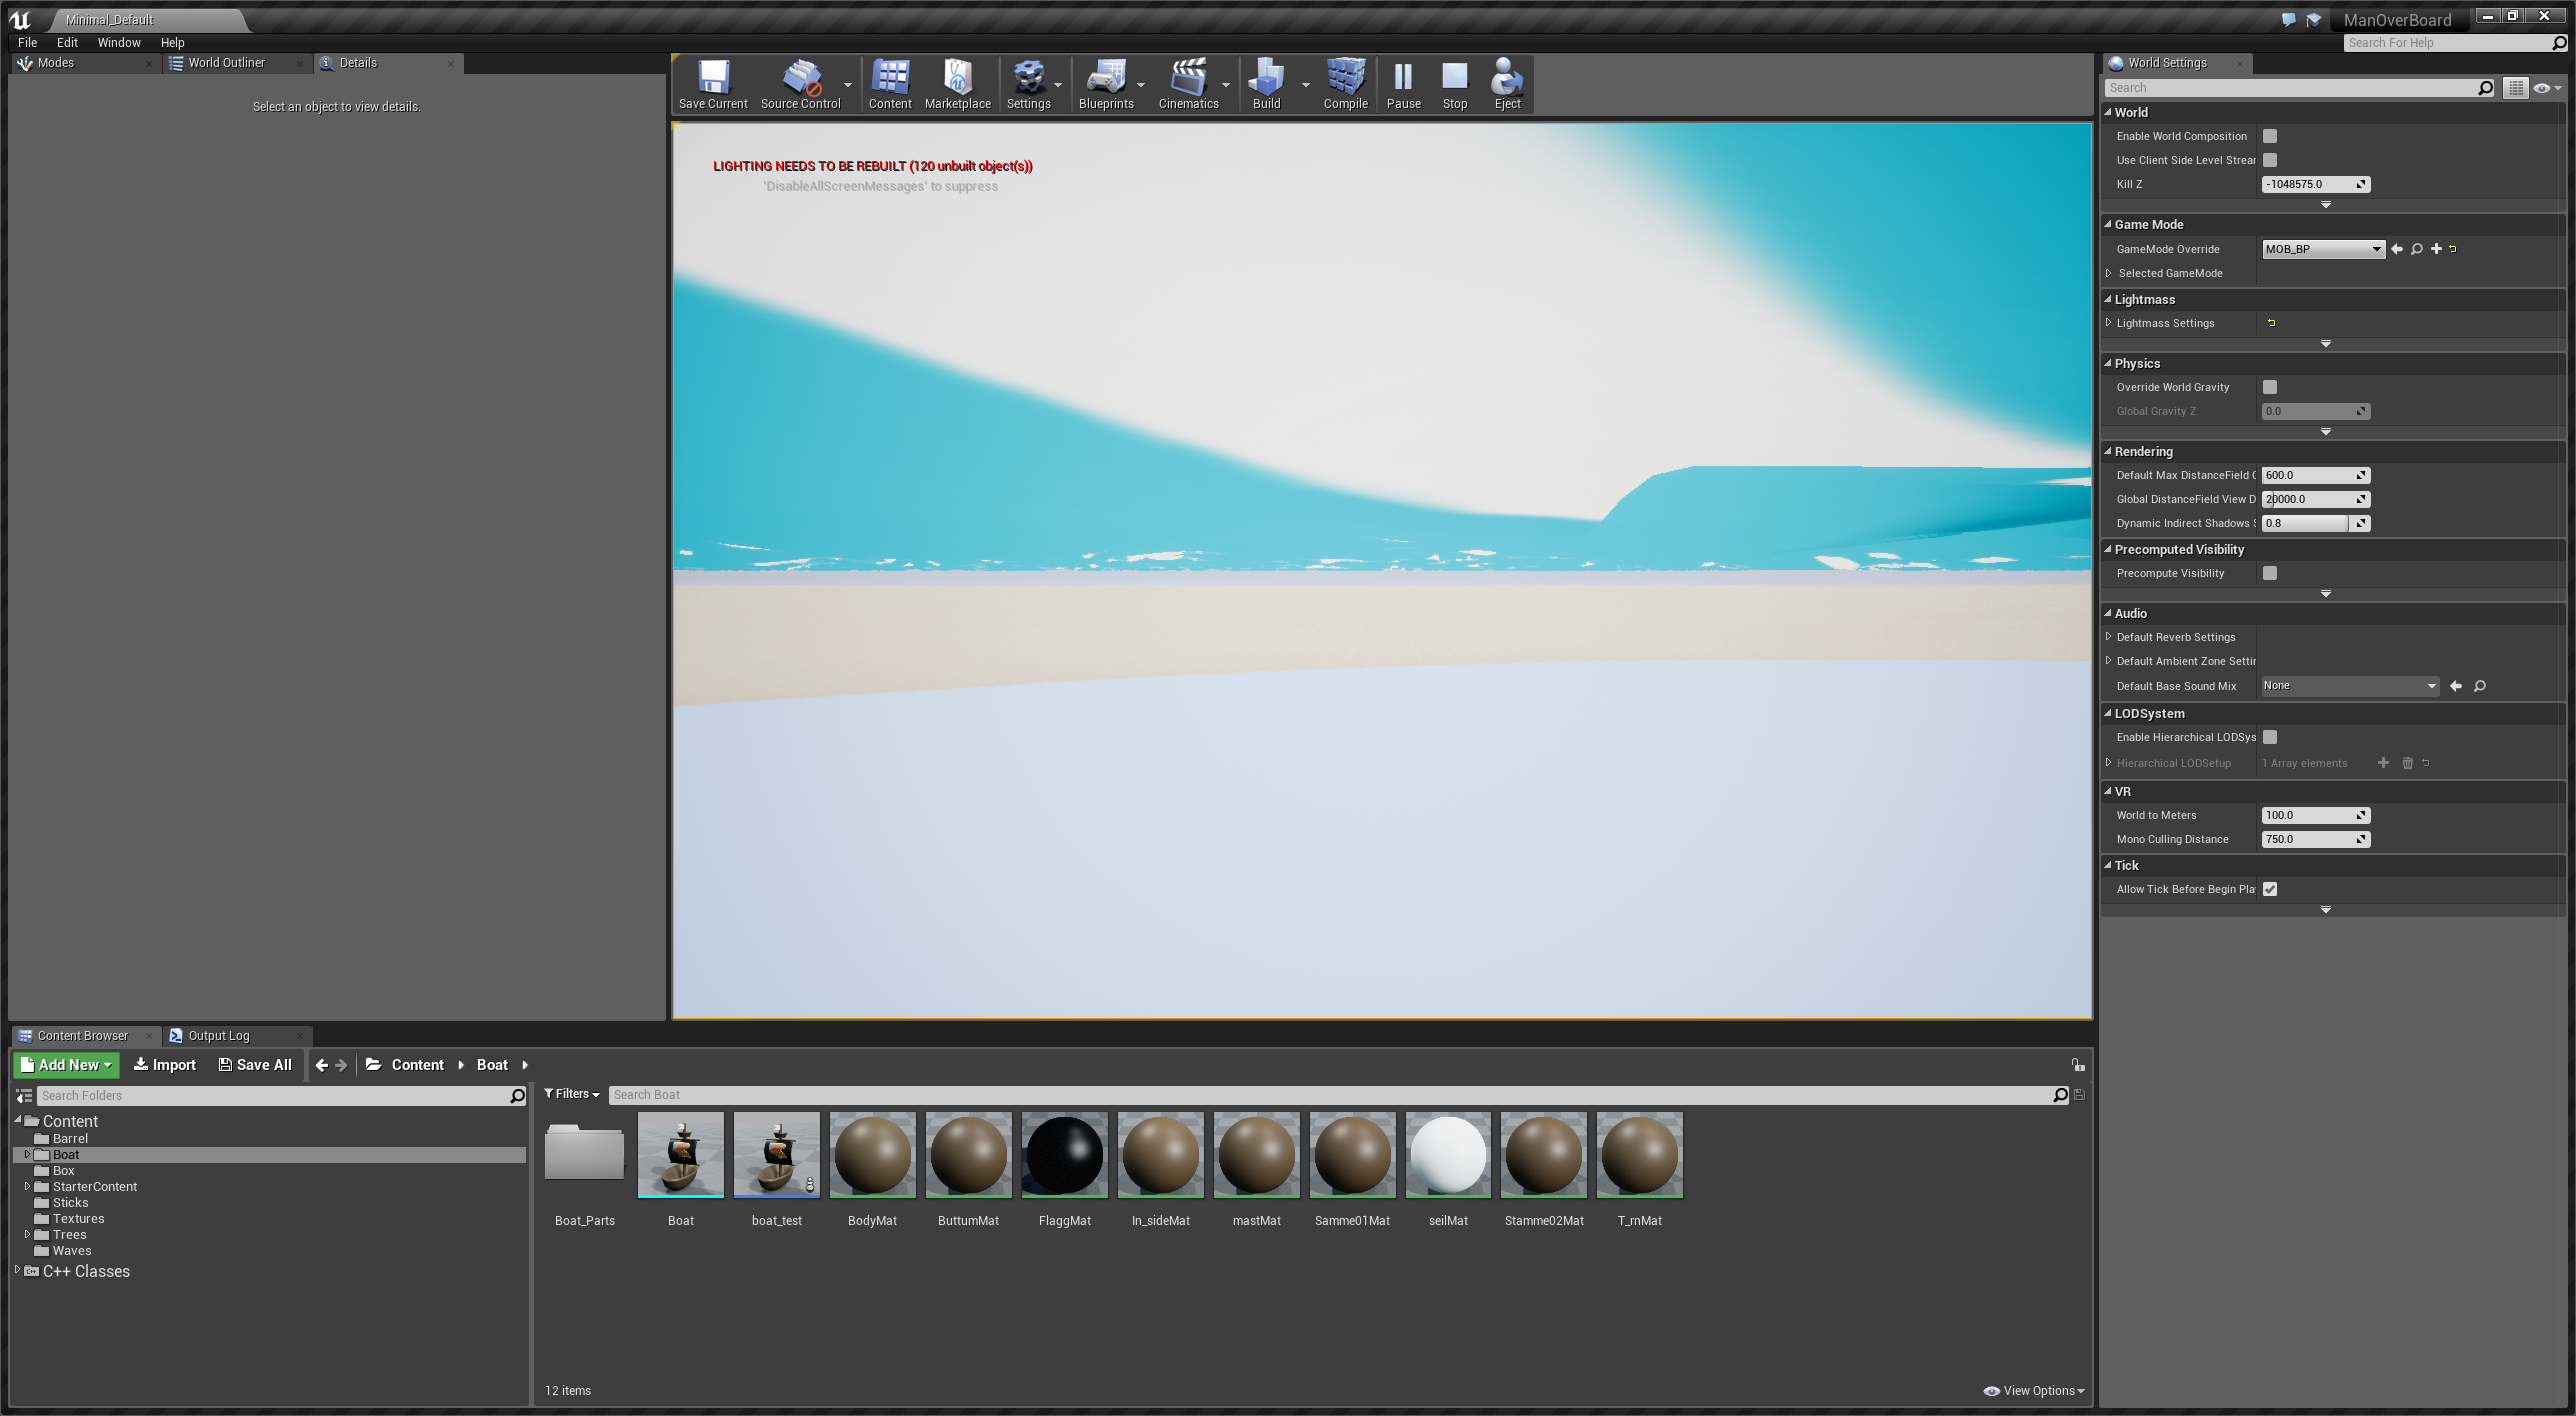 Minimal_Default
ManOverBoard
File Edit Window Help
Search For Help
Modes
World Outliner
Details
Select an object to view details.
Save Current
Source Control
Content
Marketplace
Settings
Blueprints
Cinematics
Build
Compile
Pause
Stop
Eject
LIGHTING NEEDS TO BE REBUILT (120 unbuilt object(s))
'DisableAllScreenMessages' to suppress
World Settings
Search
World
Enable World Composition
Use Client Side Level Strear
Kill Z -1048575.0
Game Mode
GameMode Override MOB_BP
Selected GameMode
Lightmass
Lightmass Settings
Physics
Override World Gravity
Global Gravity Z 0.0
Rendering
Default Max DistanceField 600.0
Global DistanceField View D 20000.0
Dynamic Indirect Shadows S 0.8
Precomputed Visibility
Precompute Visibility
Audio
Default Reverb Settings
Default Ambient Zone Settin
Default Base Sound Mix None
LODSystem
Enable Hierarchical LODSys
Hierarchical LODSetup 1 Array elements
VR
World to Meters 100.0
Mono Culling Distance 750.0
Tick
Allow Tick Before Begin Pla
Content Browser
Output Log
Add New Import Save All Content Boat
Search Folders
Content
Barrel
Boat
Box
StarterContent
Sticks
Textures
Trees
Waves
C++ Classes
Filters Search Boat
Boat_Parts
Boat
boat_test
BodyMat
ButtumMat
FlaggMat
In_sideMat
mastMat
Samme01Mat
seilMat
Stamme02Mat
T_rnMat
12 items
View Options